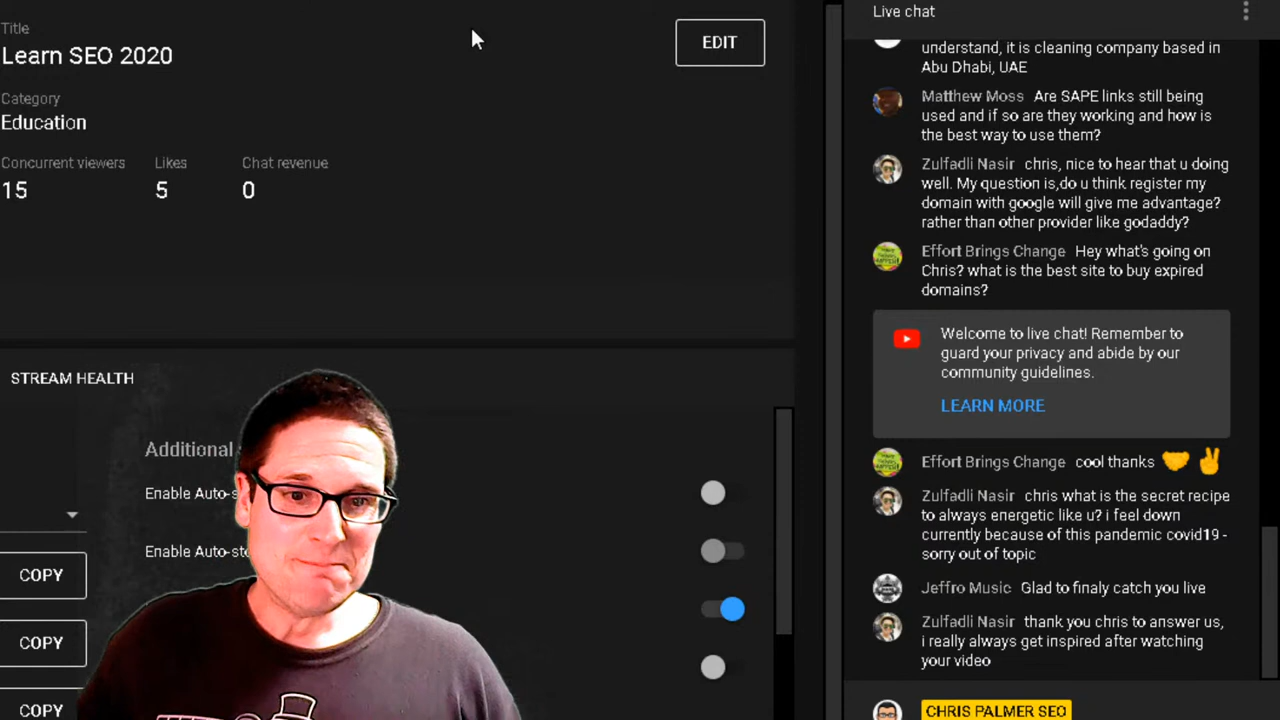 Title
Learn SEO 2020
EDIT
Category
Education
Concurrent viewers
Likes
Chat revenue
15
5
0
STREAM HEALTH
Additional
Enable Auto-s
Enable Auto-st
COPY
COPY
COPY
Live chat
understand, it is cleaning company based in
Abu Dhabi, UAE
Matthew Moss Are SAPE links still being
used and if so are they working and how is
the best way to use them?
Zulfadli Nasir chris, nice to hear that u doing
well. My question is,do u think register my
domain with google will give me advantage?
rather than other provider like godaddy?
Effort Brings Change Hey what's going on
Chris? what is the best site to buy expired
domains?
Welcome to live chat! Remember to
guard your privacy and abide by our
community guidelines.
LEARN MORE
Effort Brings Change cool thanks
Zulfadli Nasir chris what is the secret recipe
to always energetic like u? i feel down
currently because of this pandemic covid19 -
sorry out of topic
Jeffro Music Glad to finaly catch you live
Zulfadli Nasir thank you chris to answer us,
i really always get inspired after watching
your video
CHRIS PALMER SEO